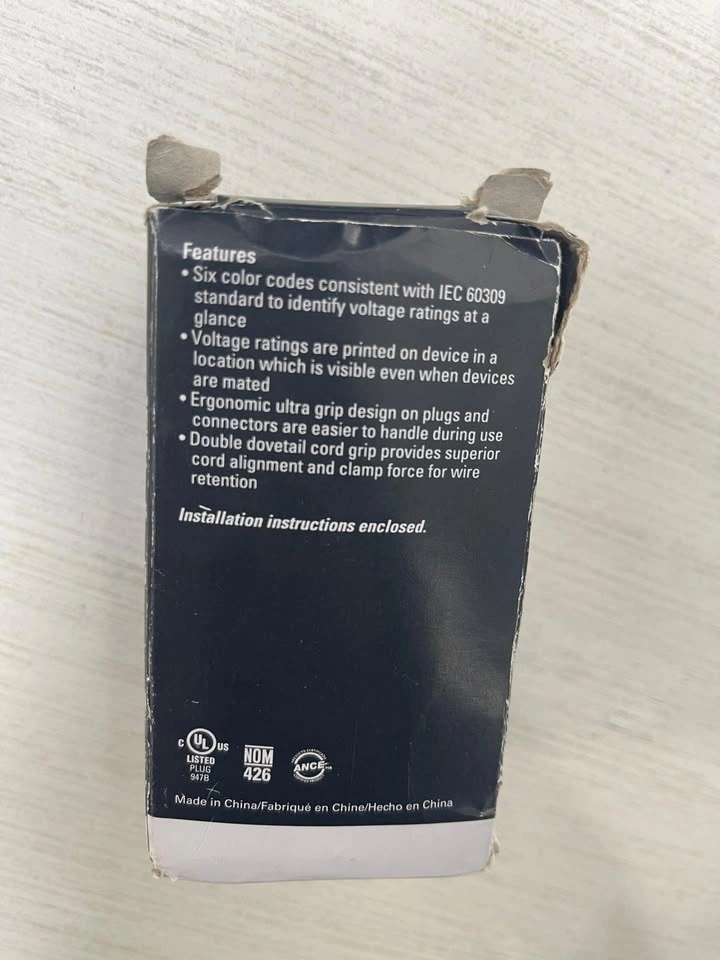 Features
• Six color codes consistent with IEC 60309
standard to identify voltage ratings at a
glance
• Voltage ratings are printed on device in a
location which is visible even when devices
are mated
• Ergonomic ultra grip design on plugs and
connectors are easier to handle during use
• Double dovetail cord grip provides superior
cord alignment and clamp force for wire
retention
Installation instructions enclosed.
C UL US
LISTED
PLUG
947B
NOM
426
ANCE
Made in China/Fabriqué en Chine/Hecho en China